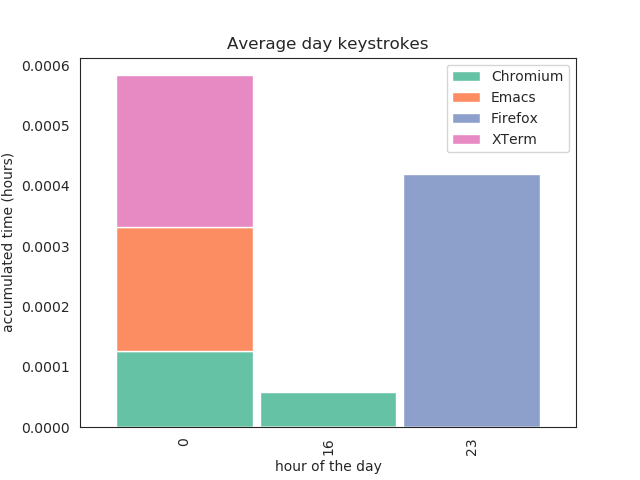 Average day keystrokes
Chromium
Emacs
Firefox
XTerm
accumulated time (hours)
0.0006
0.0005
0.0004
0.0003
0.0002
0.0001
0.0000
0
16
23
hour of the day